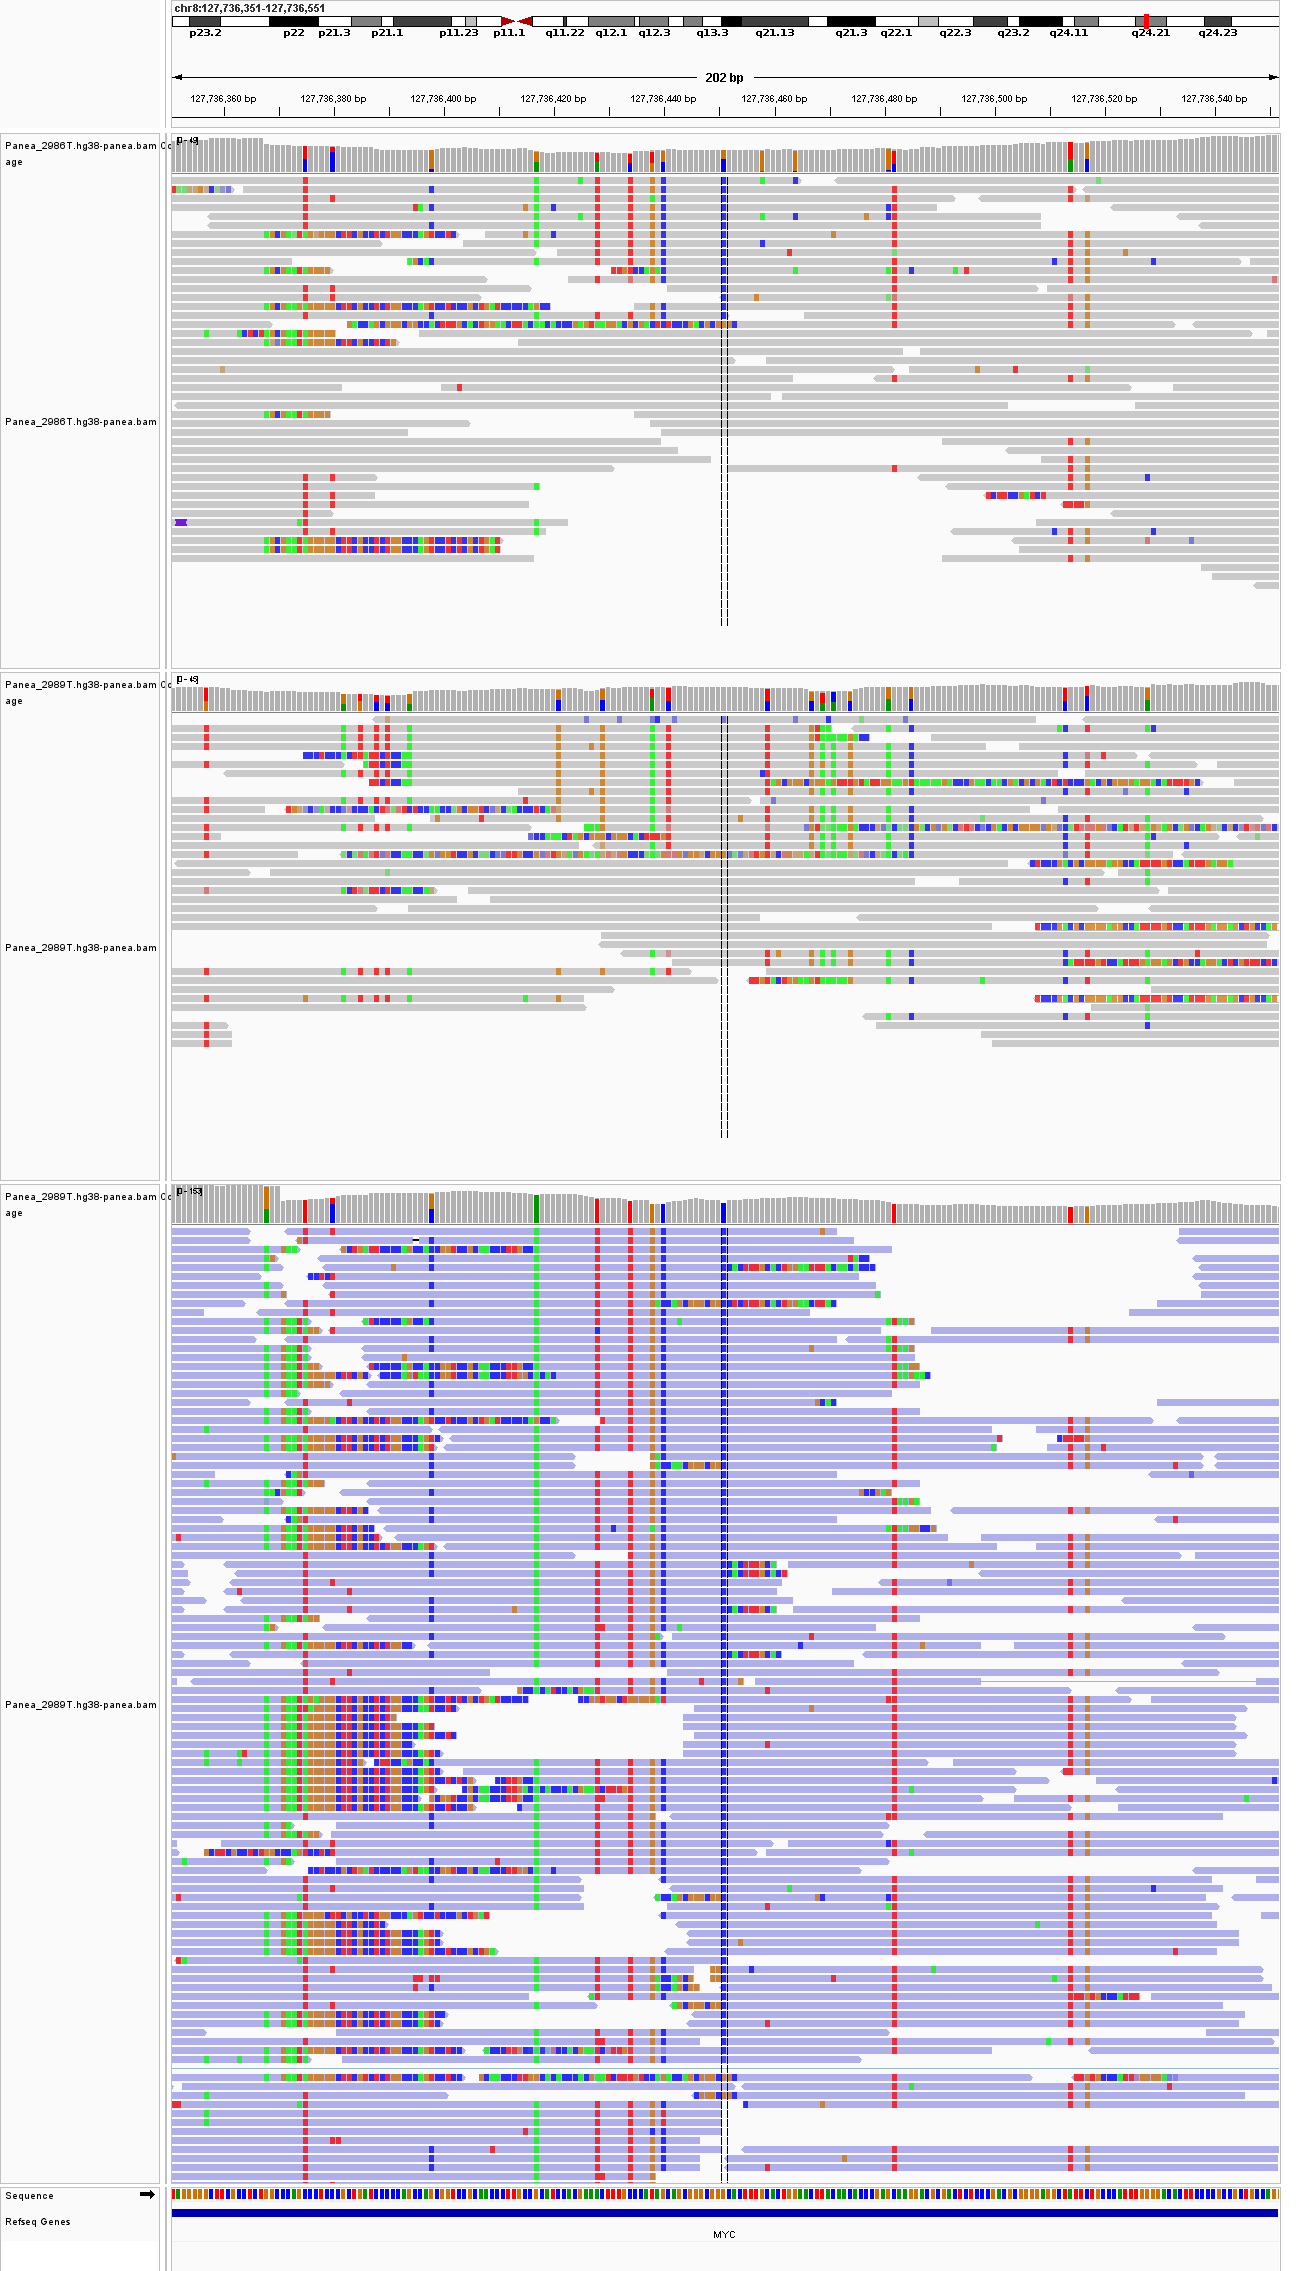 chr8:127,736,351-127,736,551
p23.2 p22 p21.3 p21.1 p11.23 p11.1 q11.22 q12.1 q12.3 q13.3 q21.13 q21.3 q22.1 q22.3 q23.2 q24.11 q24.21 q24.23
202 bp
127,736,360 bp 127,736,380 bp 127,736,400 bp 127,736,420 bp 127,736,440 bp 127,736,460 bp 127,736,480 bp 127,736,500 bp 127,736,520 bp 127,736,540 bp
Panea_2986T.hg38-panea.bam Co
age
[0 - 49]
Panea_2986T.hg38-panea.bam
Panea_2989T.hg38-panea.bam Co
age
[0 - 45]
Panea_2989T.hg38-panea.bam
Panea_2989T.hg38-panea.bam Co
age
[0 - 153]
Panea_2989T.hg38-panea.bam
Sequence
Refseq Genes
MYC